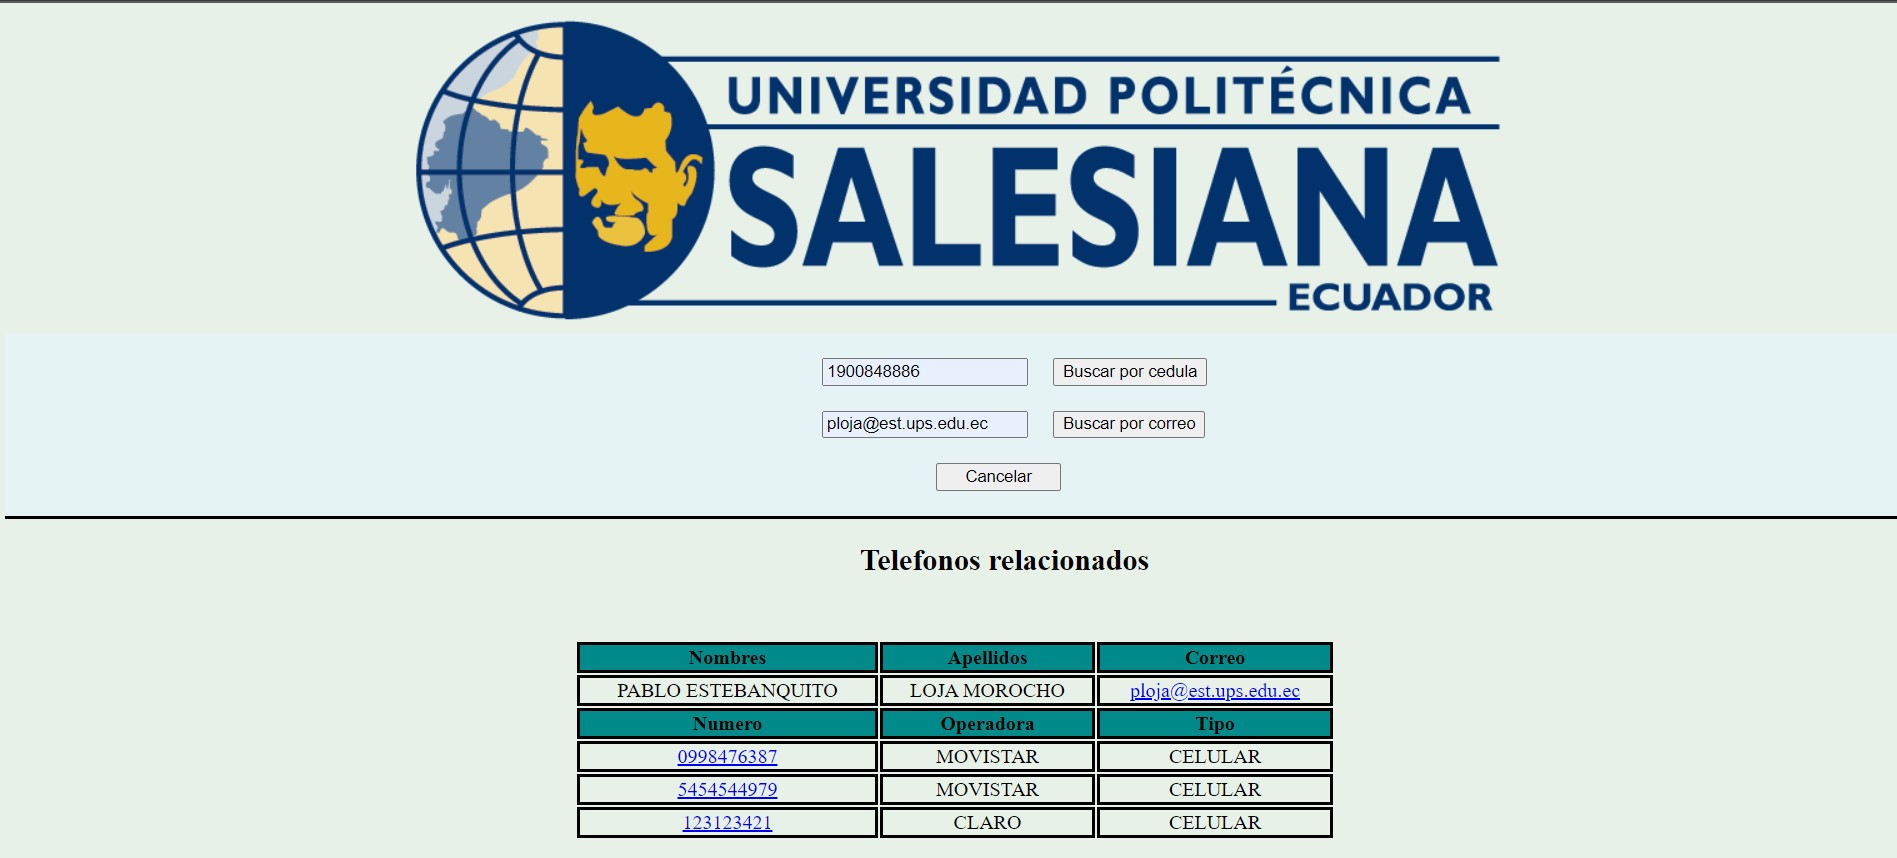 UNIVERSIDAD POLITÉCNICA
SALESIANA
ECUADOR
1900848886 Buscar por cedula
ploja@est.ups.edu.ec Buscar por correo
Cancelar
Telefonos relacionados
Nombres Apellidos Correo
PABLO ESTEBANQUITO LOJA MOROCHO ploja@est.ups.edu.ec
Numero Operadora Tipo
0998476387 MOVISTAR CELULAR
5454544979 MOVISTAR CELULAR
123123421 CLARO CELULAR